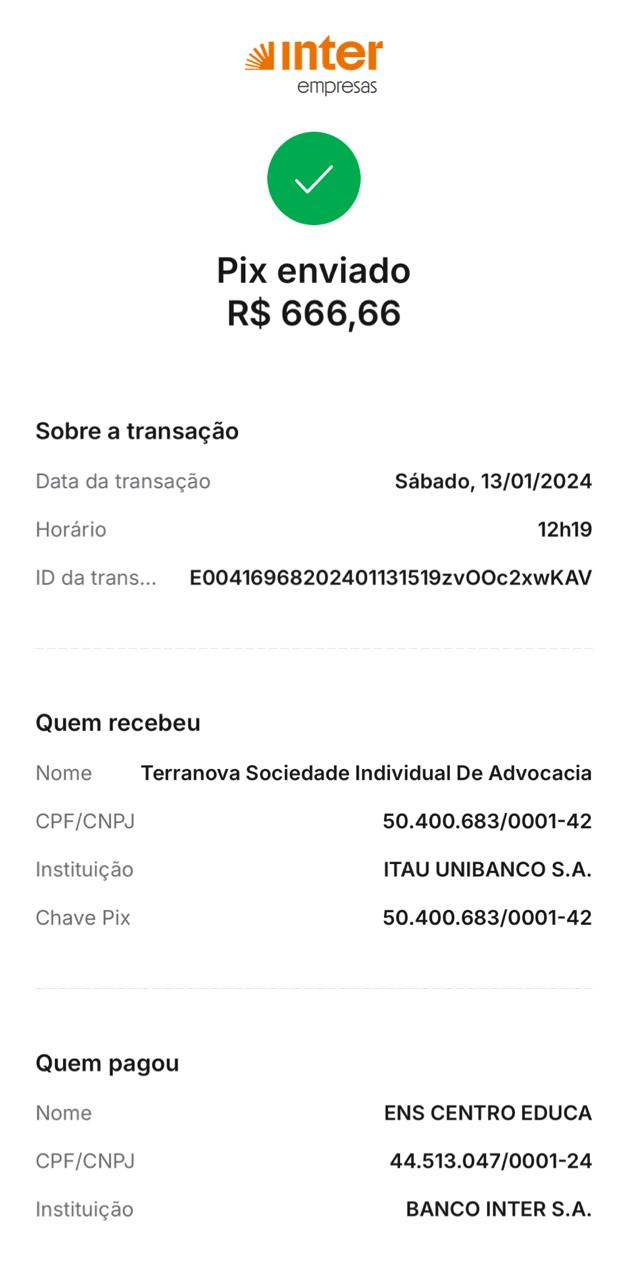 inter
empresas
Pix enviado
R$ 666,66
Sobre a transação
Data da transação Sábado, 13/01/2024
Horário 12h19
ID da trans... E00416968202401131519zvOOc2xwKAV
Quem recebeu
Nome Terranova Sociedade Individual De Advocacia
CPF/CNPJ 50.400.683/0001-42
Instituição ITAU UNIBANCO S.A.
Chave Pix 50.400.683/0001-42
Quem pagou
Nome ENS CENTRO EDUCA
CPF/CNPJ 44.513.047/0001-24
Instituição BANCO INTER S.A.